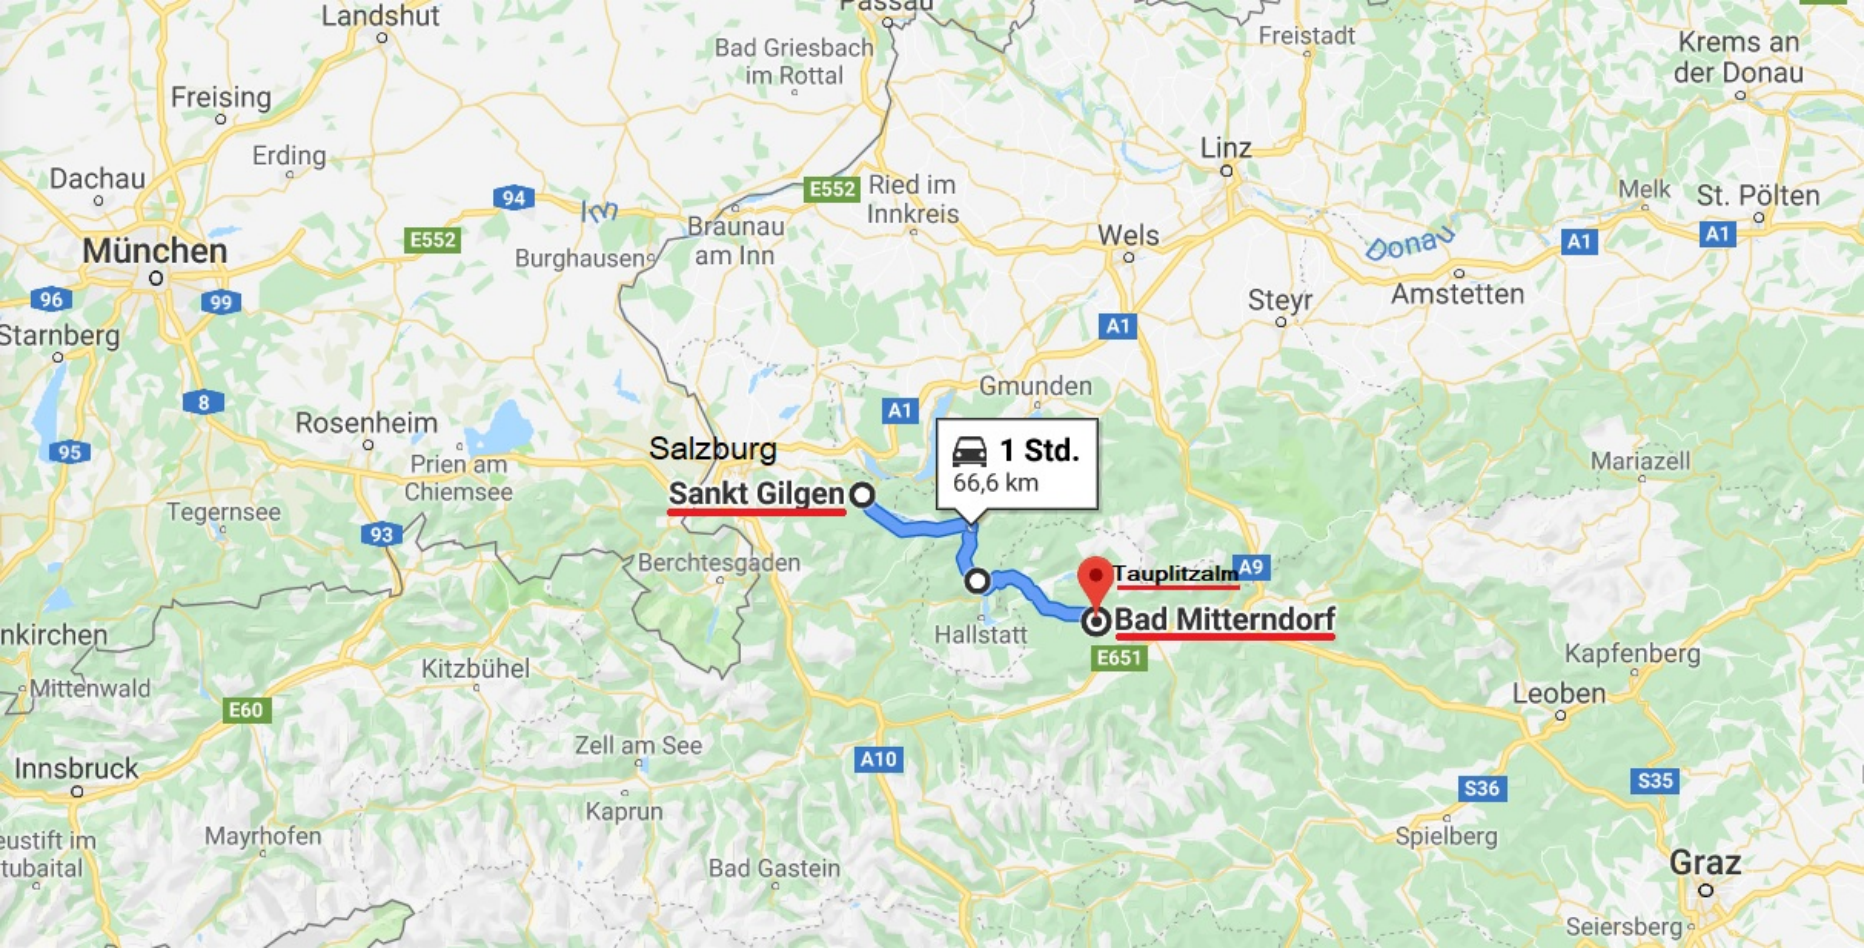 Landshut
Passau
Bad Griesbach
im Rottal
Freistadt
Krems an
der Donau
Freising
Erding
Linz
Dachau
94
E552
Ried im
Innkreis
Melk
St. Pölten
Inn
Braunau
am Inn
E552
München
Burghausen
Wels
Donau
A1
A1
96
99
Steyr
Amstetten
Starnberg
A1
8
Gmunden
A1
Rosenheim
95
Salzburg
1 Std.
66,6 km
Prien am
Chiemsee
Mariazell
Sankt Gilgen
Tegernsee
93
Berchtesgaden
Tauplitzalm
A9
Bad Mitterndorf
Hallstatt
nkirchen
E651
Kitzbühel
Kapfenberg
Mittenwald
Leoben
E60
Zell am See
A10
Innsbruck
S36
S35
Kaprun
Mayrhofen
Spielberg
eustift im
tubaital
Bad Gastein
Graz
Seiersberg